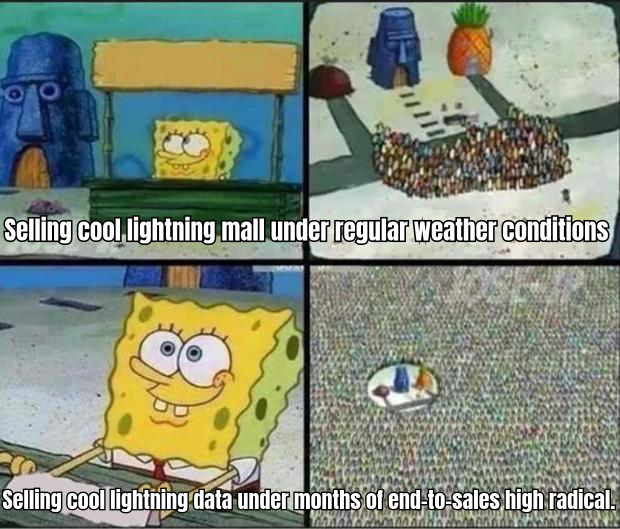 Selling cool lightning mall under regular weather conditions
Selling cool lightning data under months of end-to-sales high radical.